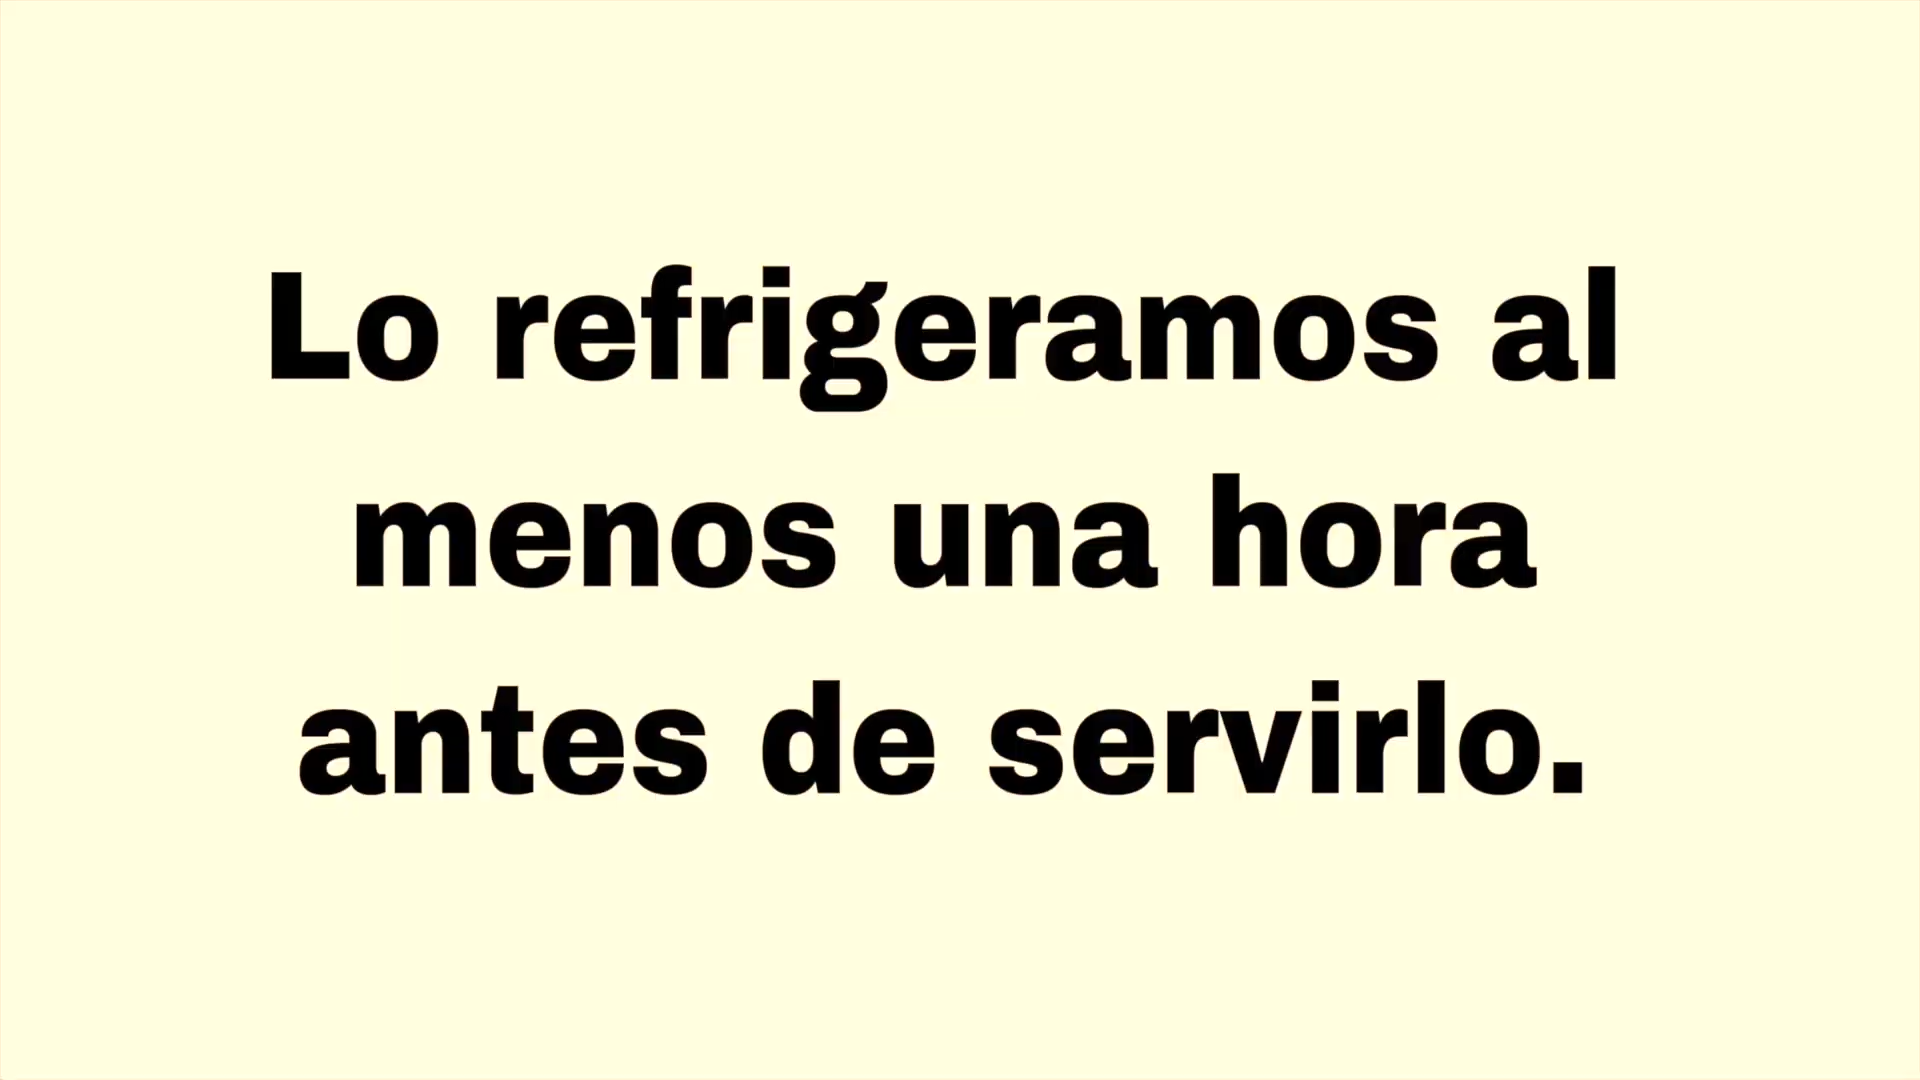 Lo refrigeramos al
menos una hora
antes de servirlo.